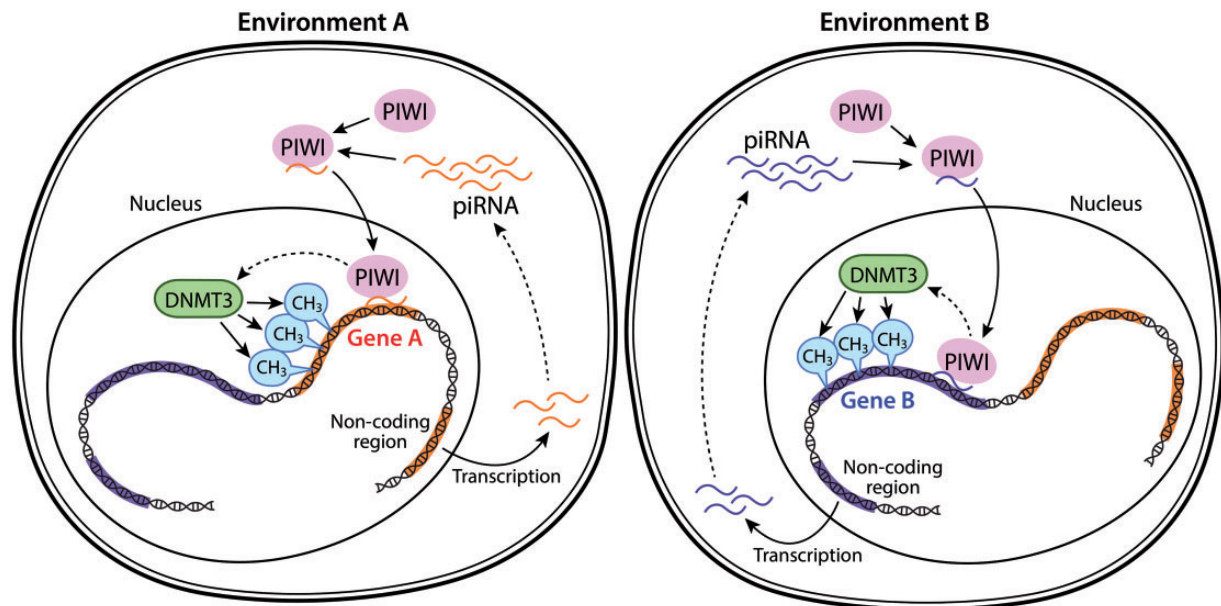 Environment A
PIWI
PIWI
piRNA
Nucleus
PIWI
DNMT3
CH₃
CH₃
CH₃
Gene A
Non-coding
region
Transcription
Environment B
PIWI
piRNA
PIWI
Nucleus
DNMT3
CH₃
CH₃
CH₃
PIWI
Gene B
Non-coding
region
Transcription